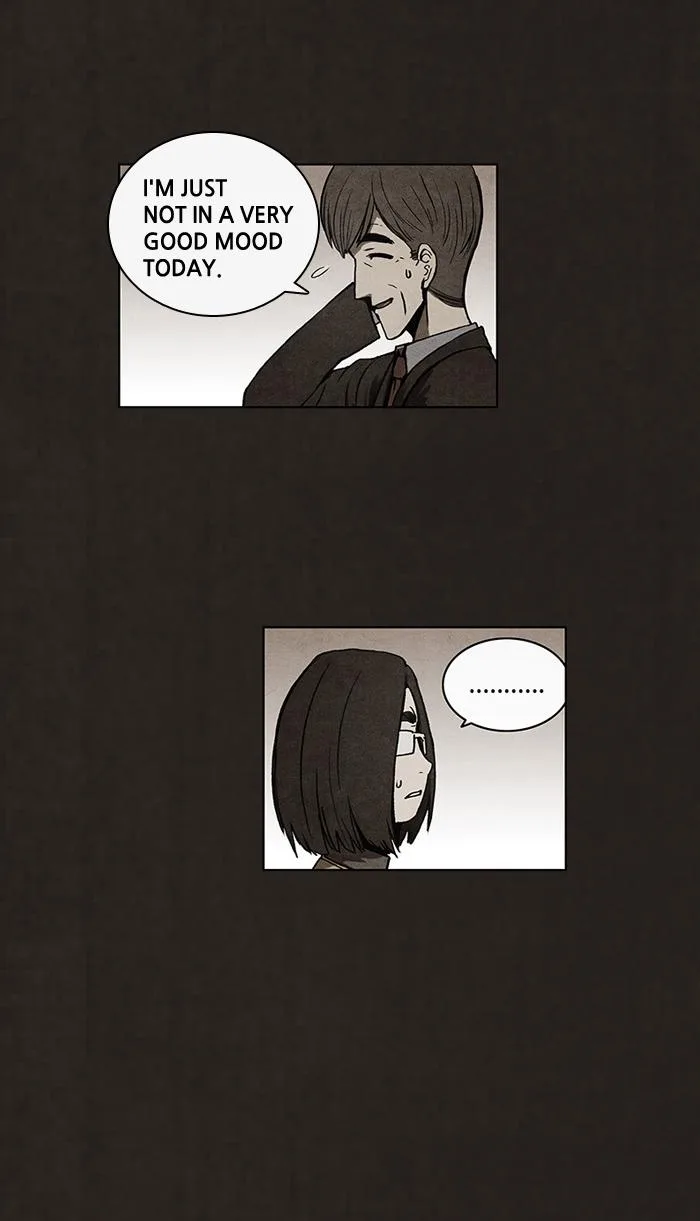 I'M JUST
NOT IN A VERY
GOOD MOOD
TODAY.
...........